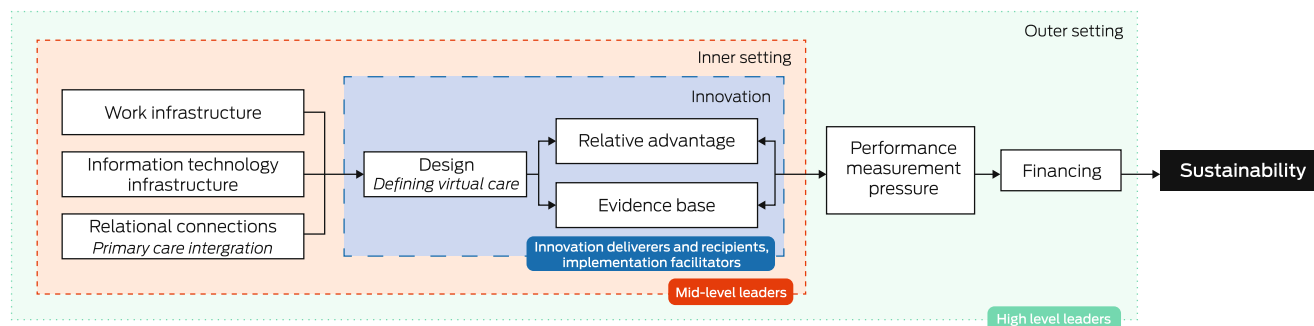 Outer setting
Inner setting
Innovation
Work infrastructure
Information technology
infrastructure
Relational connections
Primary care intergration
Design
Defining virtual care
Relative advantage
Evidence base
Performance
measurement
pressure
Financing
Sustainability
Innovation deliverers and recipients,
implementation facilitators
Mid-level leaders
High level leaders